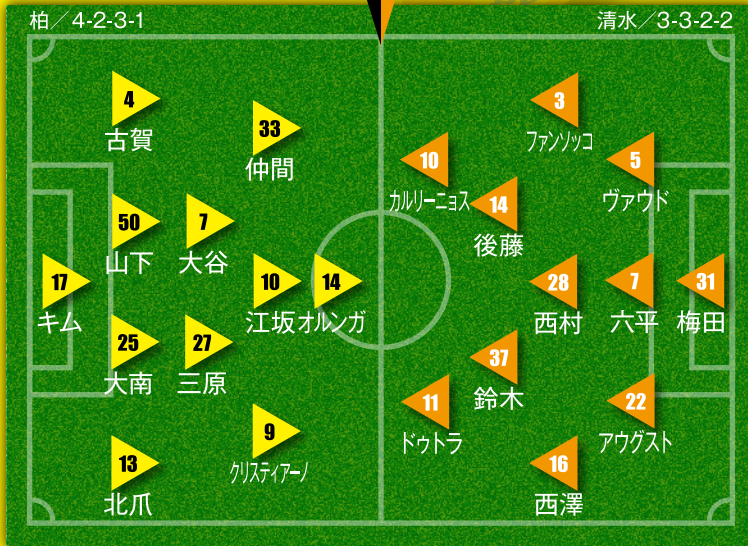 柏／4-2-3-1
清水／3-3-2-2
4
古賀
33
仲間
50
山下
7
大谷
17
キム
10
江坂
14
オルンガ
25
大南
27
三原
9
クリスティアーノ
13
北爪
3
ファンソッコ
10
カルリーニョス
5
ヴァウド
14
後藤
28
西村
7
六平
31
梅田
37
鈴木
11
ドゥトラ
22
アウグスト
16
西澤